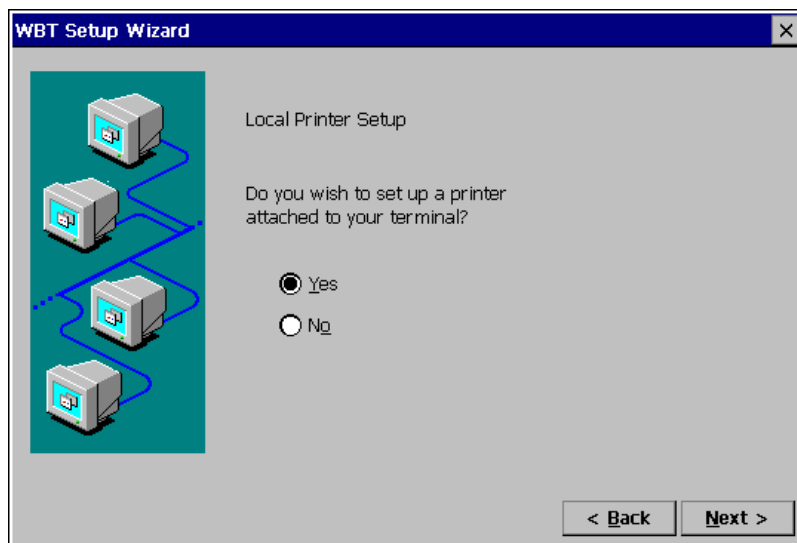 WBT Setup Wizard
Local Printer Setup
Do you wish to set up a printer
attached to your terminal?
Yes
No
< Back
Next >